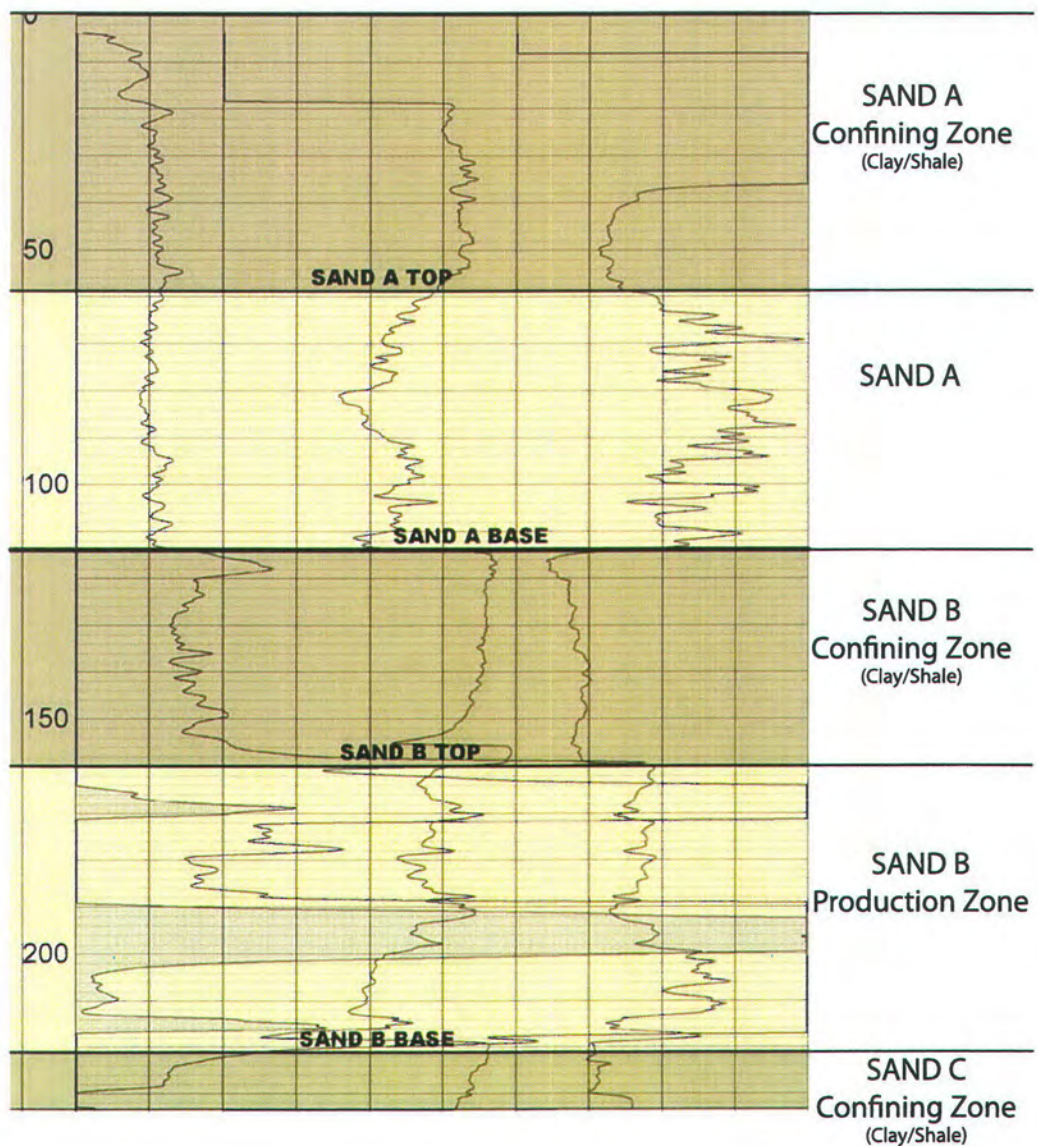 0
SAND A
Confining Zone
(Clay/Shale)
50
SAND A TOP
SAND A
100
SAND A BASE
SAND B
Confining Zone
(Clay/Shale)
150
SAND B TOP
SAND B
Production Zone
200
SAND B BASE
SAND C
Confining Zone
(Clay/Shale)